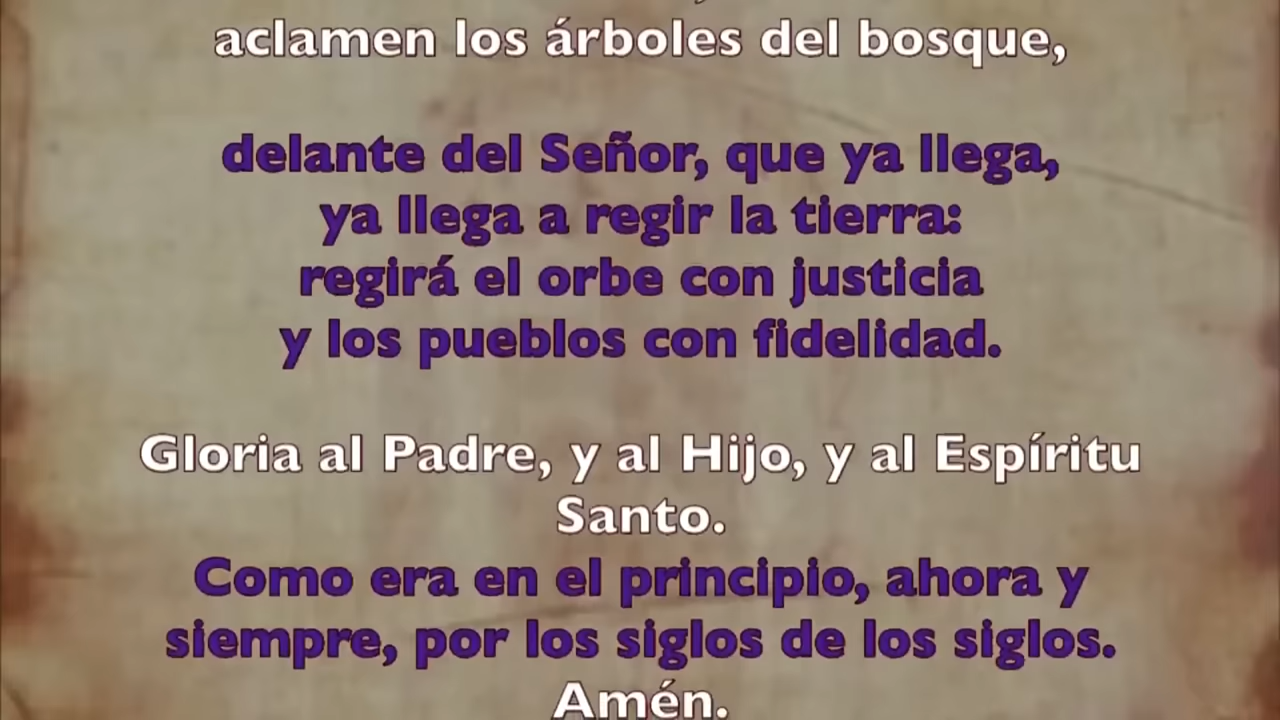 aclamen los árboles del bosque,
delante del Señor, que ya llega,
ya llega a regir la tierra:
regirá el orbe con justicia
y los pueblos con fidelidad.
Gloria al Padre, y al Hijo, y al Espíritu
Santo.
Como era en el principio, ahora y
siempre, por los siglos de los siglos.
Amén.